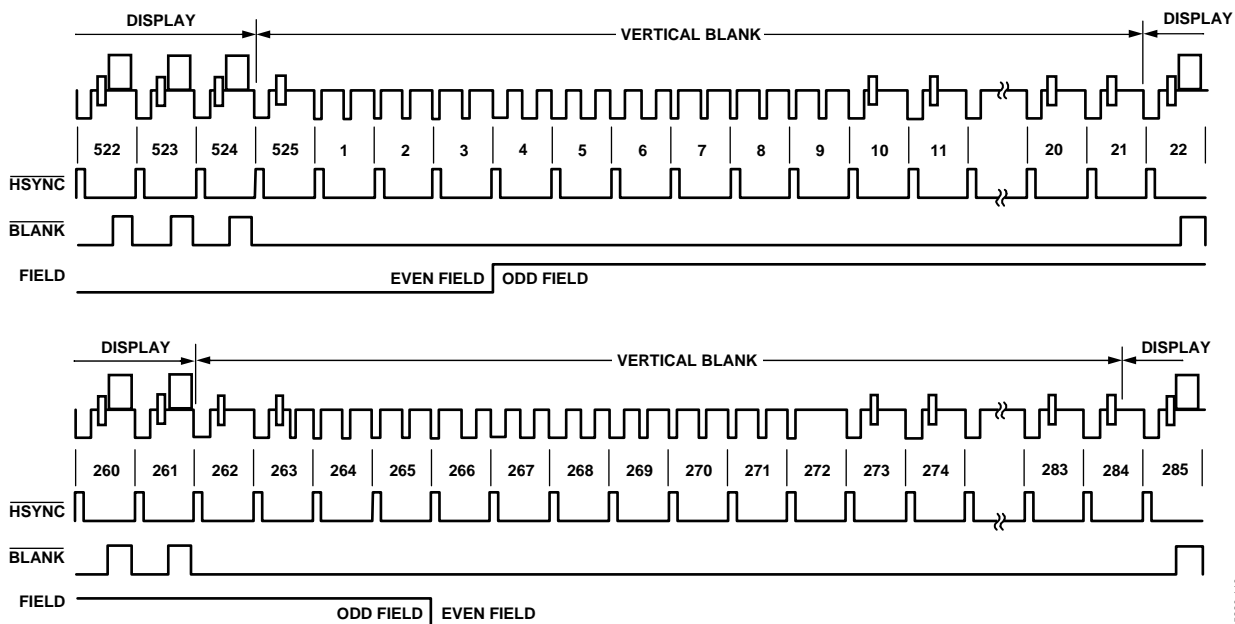 DISPLAY VERTICAL BLANK DISPLAY
522 523 524 525 1 2 3 4 5 6 7 8 9 10 11 20 21 22
HSYNC
BLANK
FIELD EVEN FIELD ODD FIELD
DISPLAY VERTICAL BLANK DISPLAY
260 261 262 263 264 265 266 267 268 269 270 271 272 273 274 283 284 285
HSYNC
BLANK
FIELD ODD FIELD EVEN FIELD